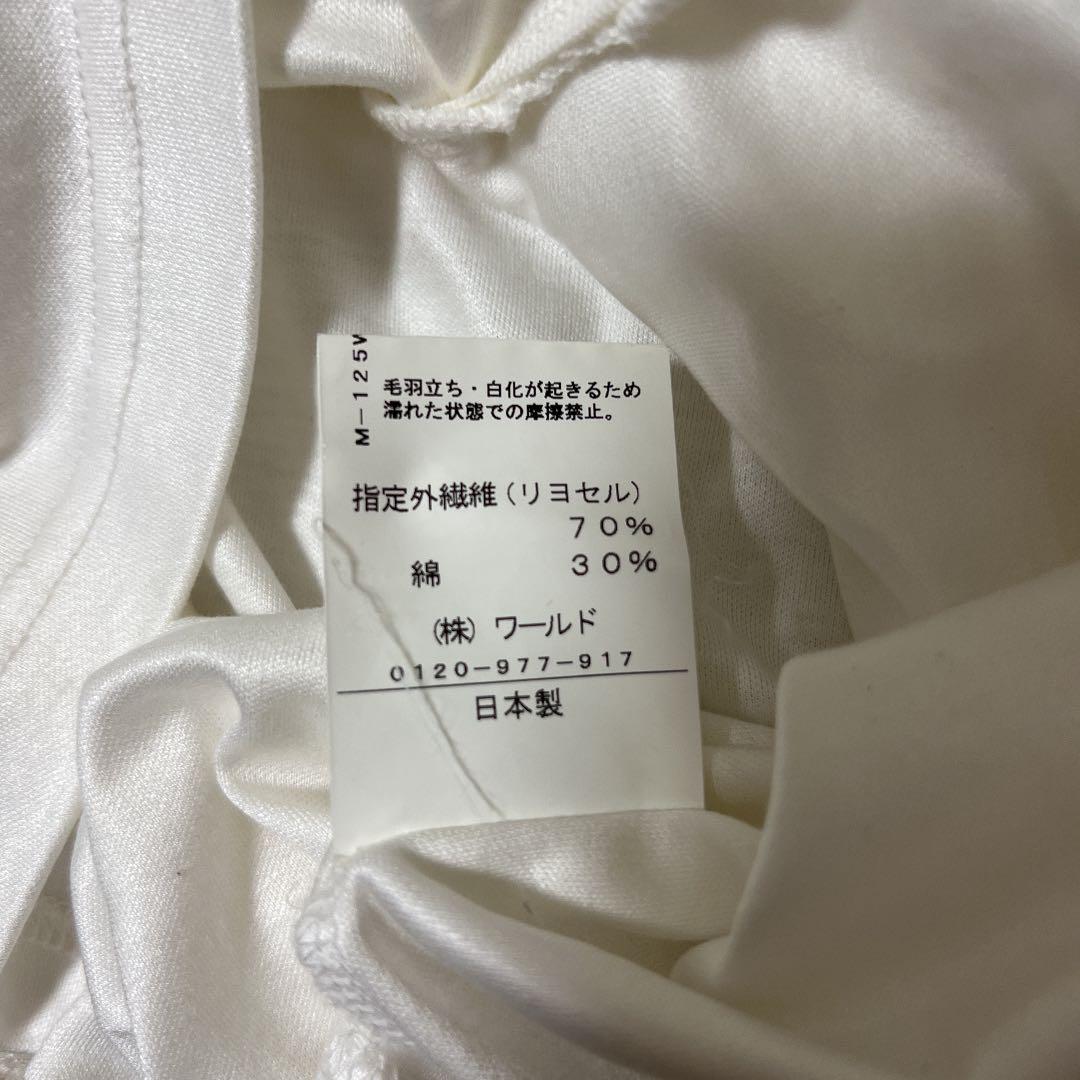 M-125W
毛羽立ち・白化が起きるため
濡れた状態での摩擦禁止。
指定外繊維(リヨセル)
70%
綿 30%
(株) ワールド
0120-977-917
日本製